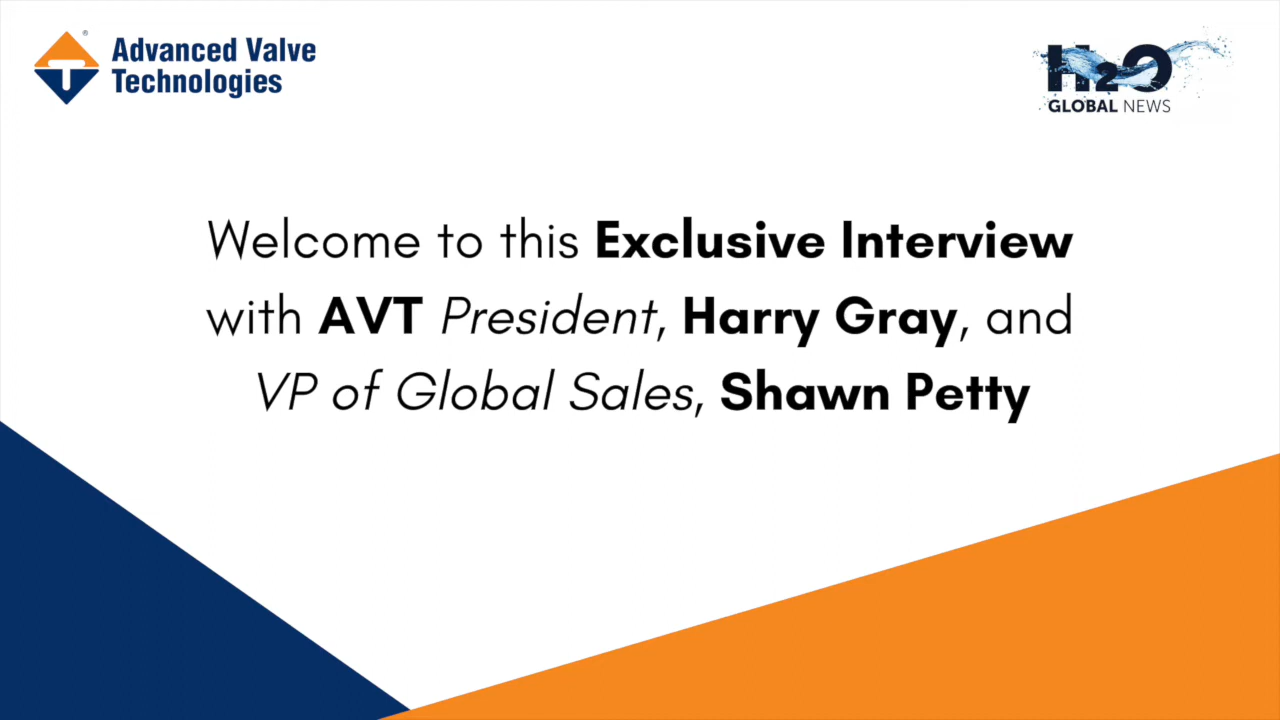 Advanced Valve
Technologies
®
H2O
GLOBAL NEWS
Welcome to this Exclusive Interview
with AVT President, Harry Gray, and
VP of Global Sales, Shawn Petty